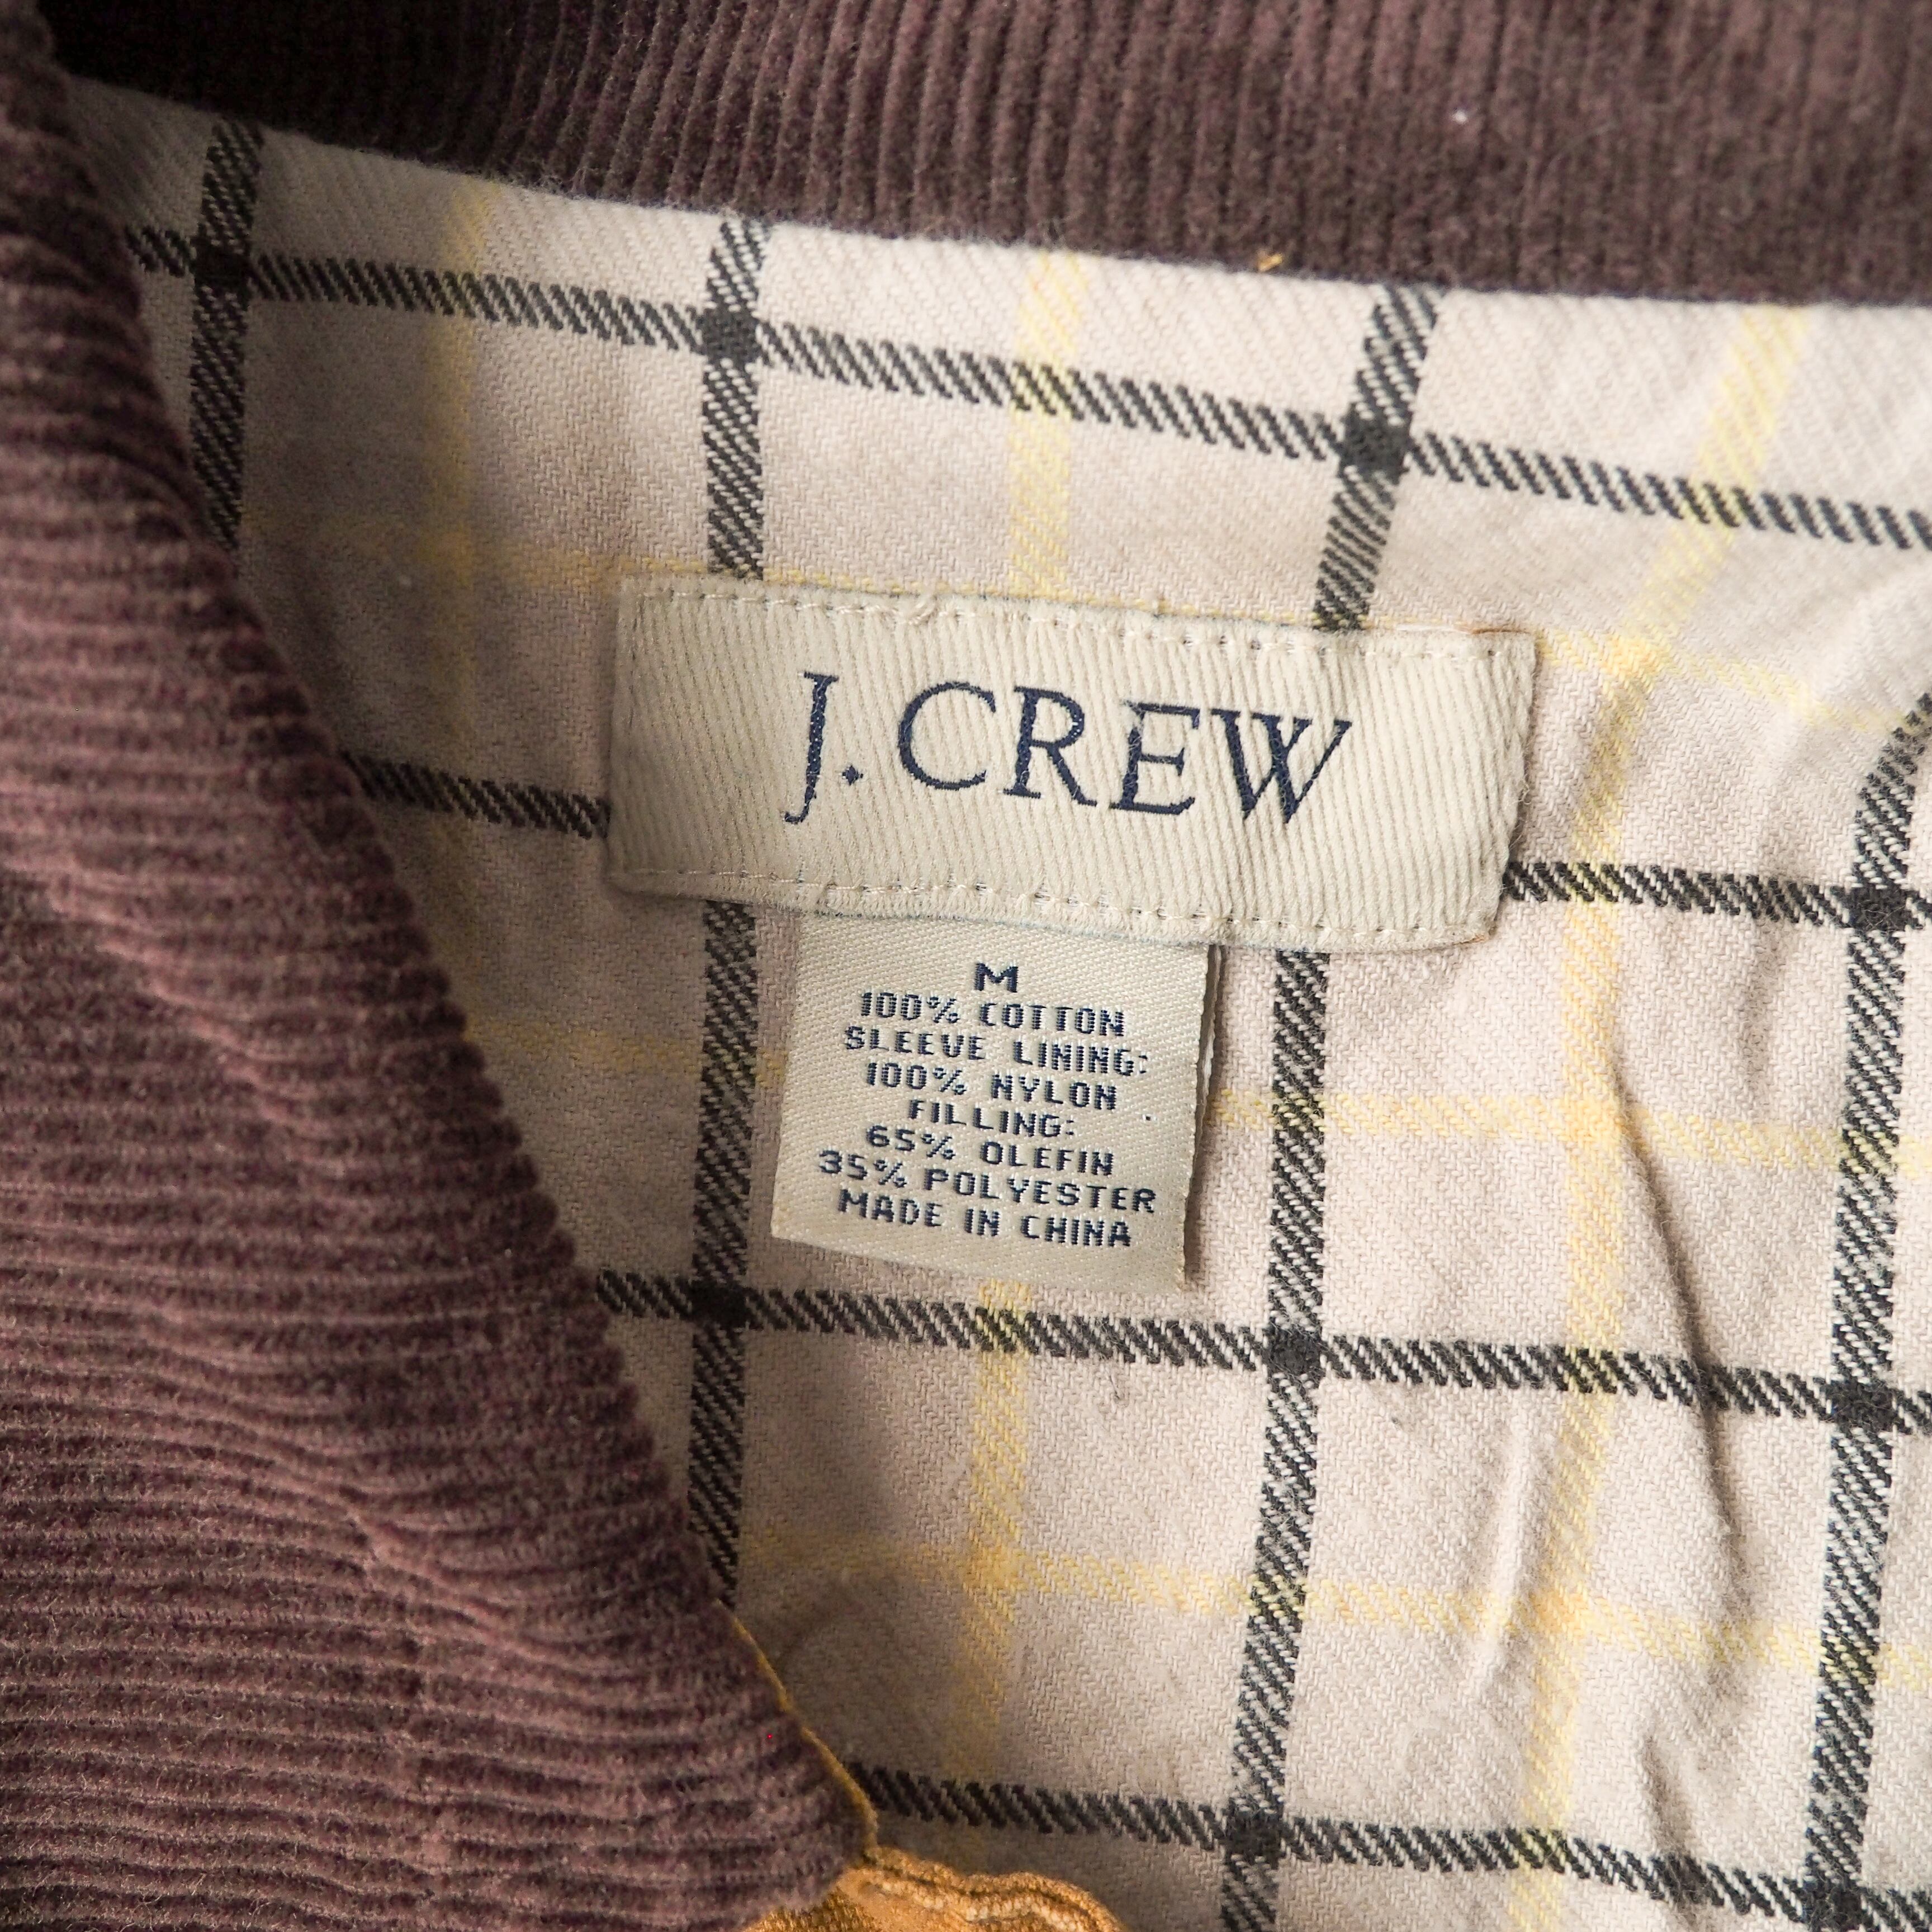 J.CREW
M
100% COTTON
SLEEVE LINING:
100% NYLON
FILLING:
65% OLEFIN
35% POLYESTER
MADE IN CHINA